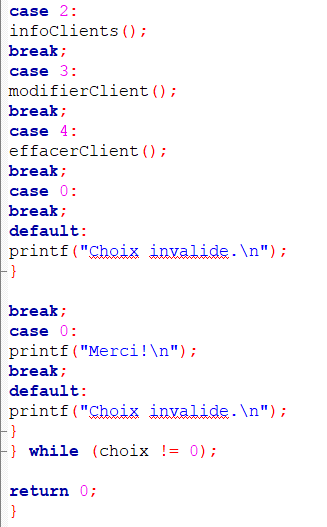 case 2:
infoClients();
break;
case 3:
modifierClient();
break;
case 4:
effacerClient();
break;
case 0:
break;
default:
printf("Choix invalide.\n");
}
break;
case 0:
printf("Merci!\n");
break;
default:
printf("Choix invalide.\n");
}
} while (choix != 0);
return 0;
}